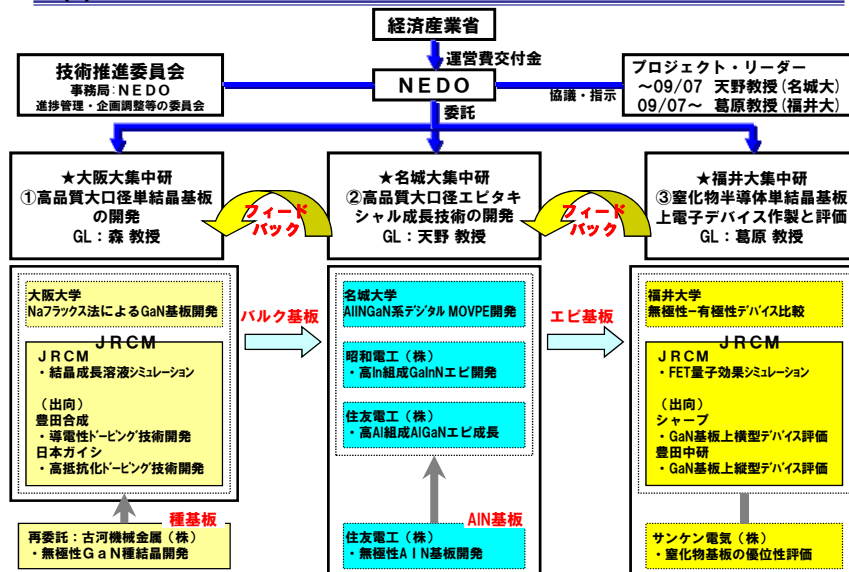 経済産業省
運営費交付金
技術推進委員会
事務局：ＮＥＤＯ
進捗管理・企画調整等の委員会
ＮＥＤＯ
協議・指示
プロジェクト・リーダー
～09/07 天野教授(名城大)
09/07～ 葛原教授(福井大)
委託
★大阪大集中研
①高品質大口径単結晶基板
の開発
GL：森 教授
フィード
バック
★名城大集中研
②高品質大口径エピタキ
シャル成長技術の開発
GL：天野 教授
フィード
バック
★福井大集中研
③窒化物半導体単結晶基板
上電子デバイス作製と評価
GL：葛原 教授
大阪大学
Naフラックス法によるGaN基板開発
ＪＲＣＭ
ＪＲＣＭ
・結晶成長溶液シミュレーション
（出向）
豊田合成
・導電性ドーピング技術開発
日本ガイシ
・高抵抗化ドーピング技術開発
種基板
再委託：古河機械金属（株）
・無極性ＧａＮ種結晶開発
バルク基板
名城大学
AlINGaN系デジタル MOVPE開発
昭和電工（株）
・高In組成GaInNエピ開発
住友電工（株）
・高Al組成AlGaNエピ成長
AlN基板
住友電工（株）
・無極性ＡｌＮ基板開発
エピ基板
福井大学
無極性－有極性デバイス比較
ＪＲＣＭ
ＪＲＣＭ
・FET量子効果シミュレーション
（出向）
シャープ
・GaN基板上横型デバイス評価
豊田中研
・GaN基板上縦型デバイス評価
サンケン電気（株）
・窒化物基板の優位性評価